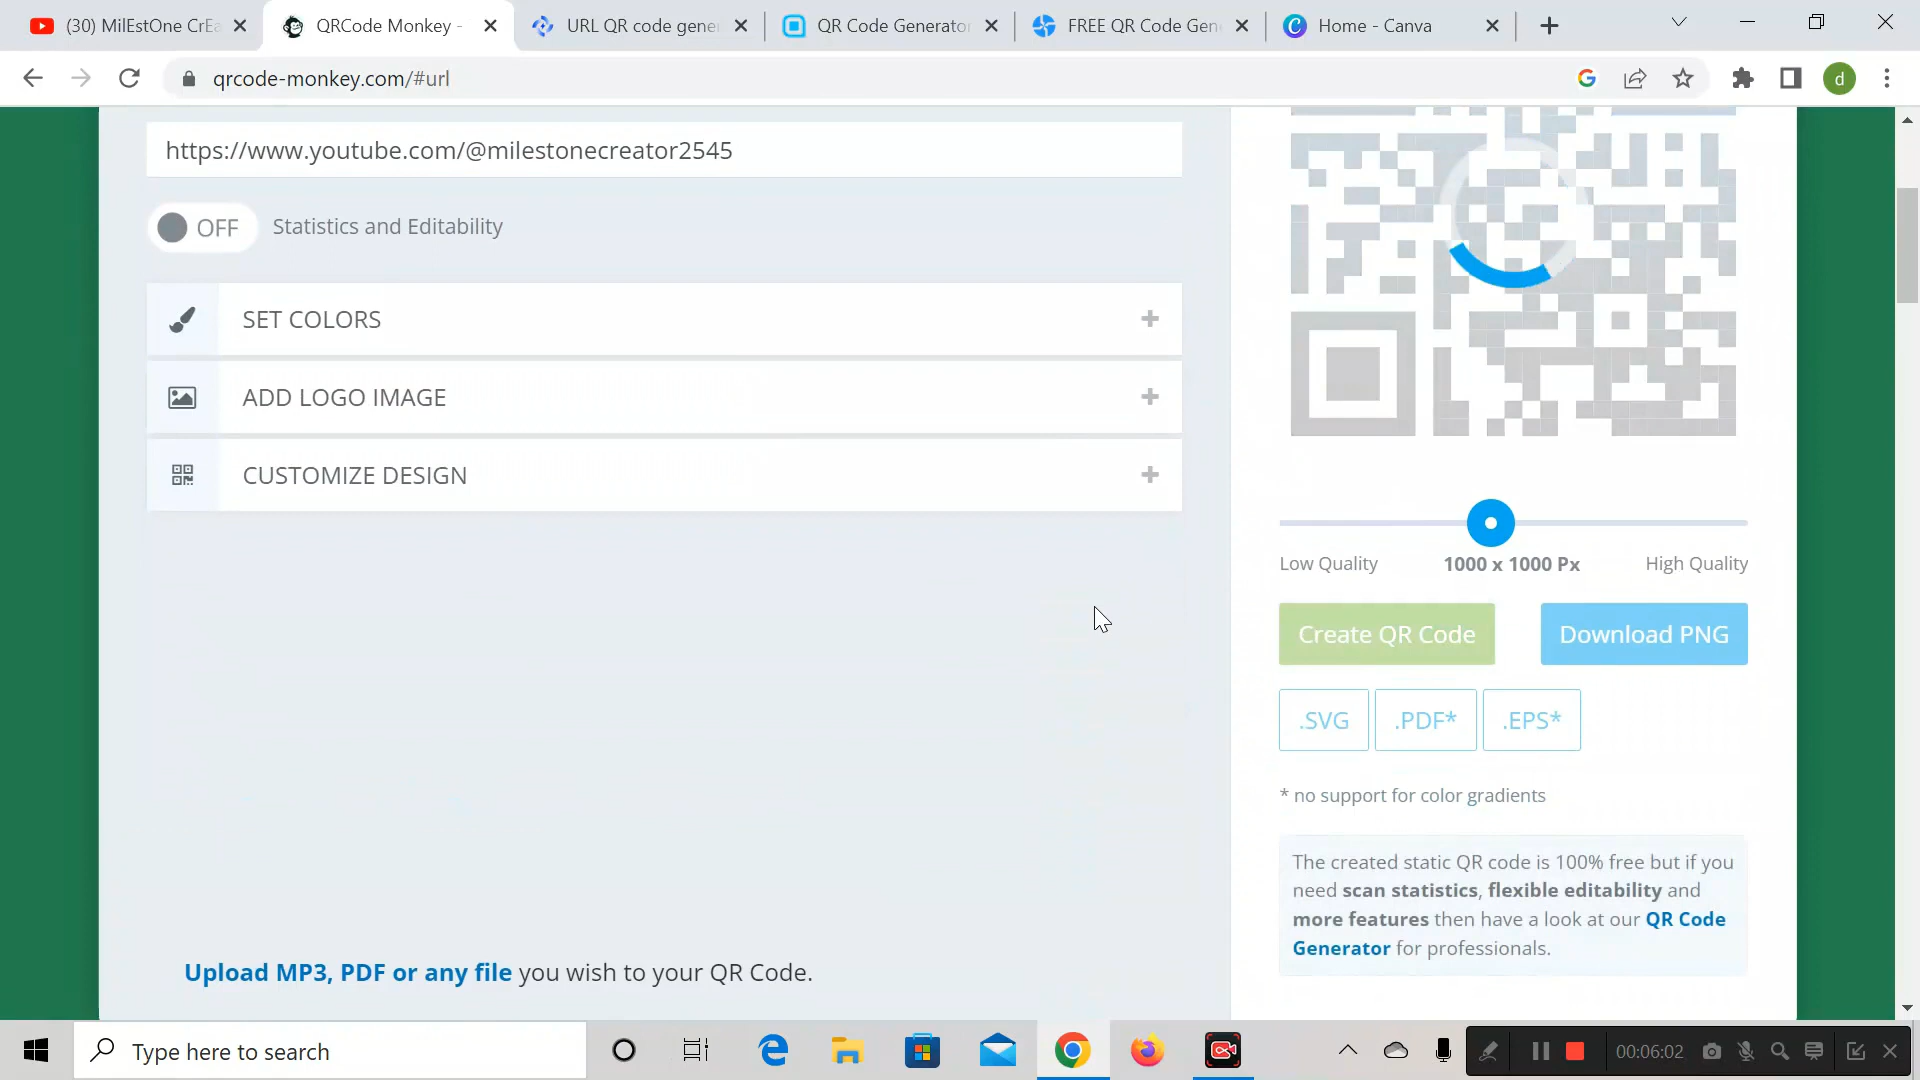 (30) MilEstOne CrEa
QRCode Monkey -
URL QR code gene
QR Code Generator
FREE QR Code Gen
Home - Canva
qrcode-monkey.com/#url
d
https://www.youtube.com/@milestonecreator2545
OFF
Statistics and Editability
SET COLORS
ADD LOGO IMAGE
CUSTOMIZE DESIGN
Low Quality
1000 x 1000 Px
High Quality
Create QR Code
Download PNG
.SVG
.PDF*
.EPS*
* no support for color gradients
The created static QR code is 100% free but if you
need scan statistics, flexible editability and
more features then have a look at our QR Code
Generator for professionals.
Upload MP3, PDF or any file you wish to your QR Code.
Type here to search
00:06:02